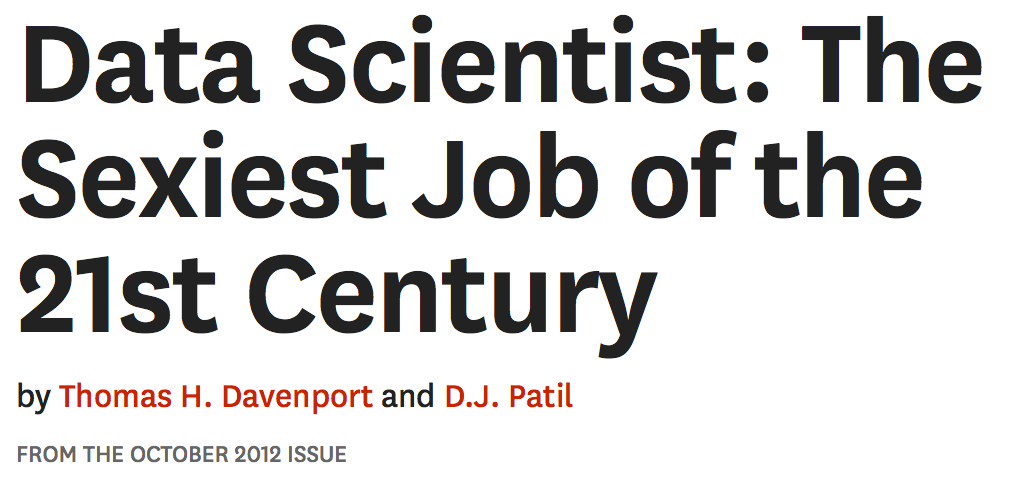 Data Scientist: The
Sexiest Job of the
21st Century
by Thomas H. Davenport and D.J. Patil
FROM THE OCTOBER 2012 ISSUE